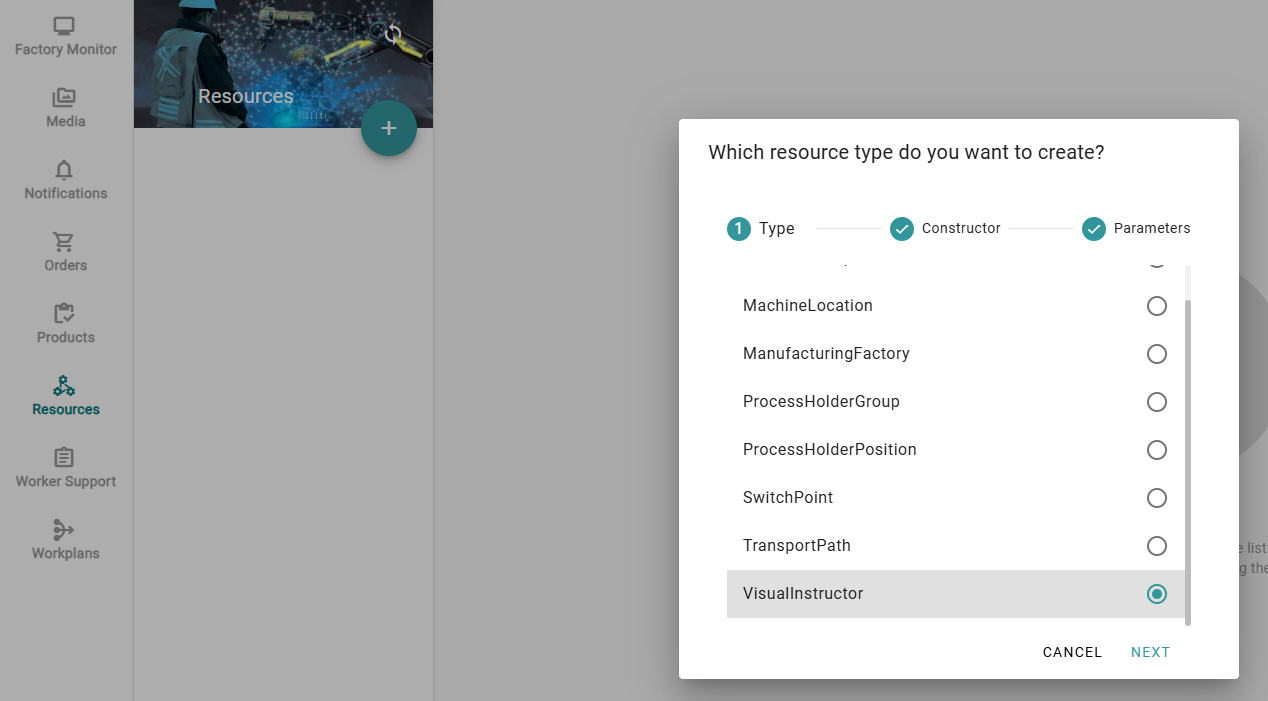 Factory Monitor
Media
Notifications
Orders
Products
Resources
Worker Support
Workplans
Resources
+
Which resource type do you want to create?
1 Type
Constructor
Parameters
MachineLocation
ManufacturingFactory
ProcessHolderGroup
ProcessHolderPosition
SwitchPoint
TransportPath
VisualInstructor
CANCEL NEXT
list
g the